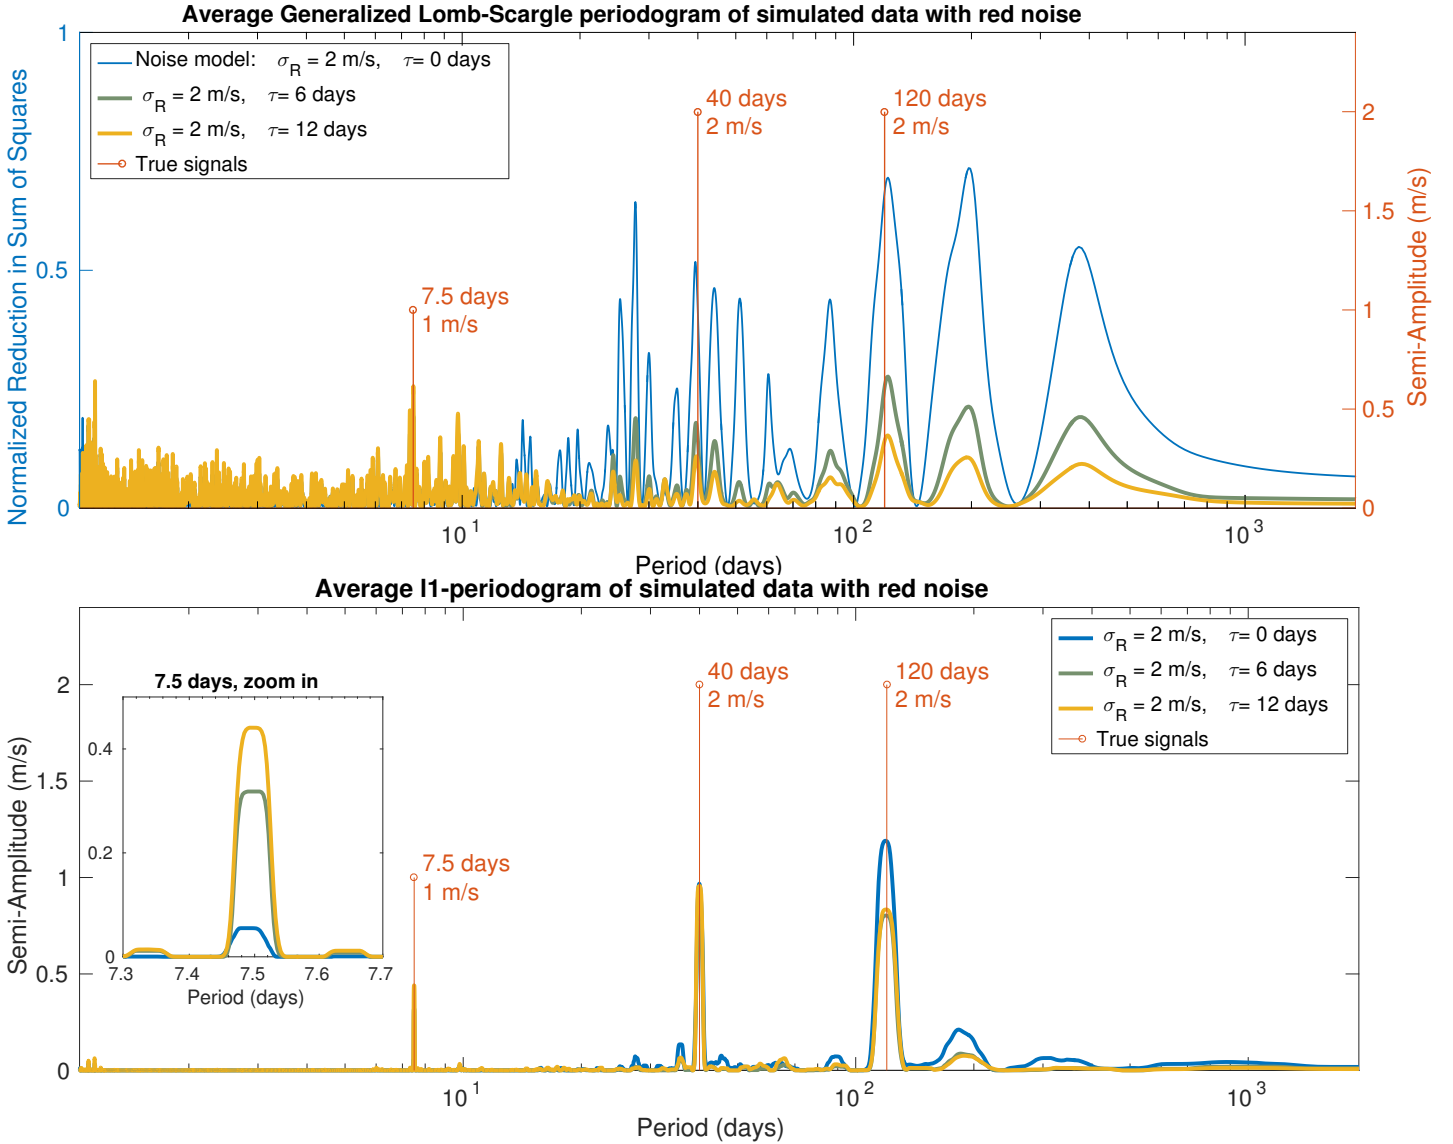 Average Generalized Lomb-Scargle periodogram of simulated data with red noise
Normalized Reduction in Sum of Squares
1
0.5
0
Noise model: σR = 2 m/s, τ= 0 days
σR = 2 m/s, τ= 6 days
σR = 2 m/s, τ= 12 days
True signals
7.5 days
1 m/s
40 days
2 m/s
120 days
2 m/s
2
1.5
1
0.5
0
Semi-Amplitude (m/s)
10^1 10^2 10^3
Period (days)
Average l1-periodogram of simulated data with red noise
Semi-Amplitude (m/s)
2
1.5
1
0.5
0
7.5 days, zoom in
0.4
0.2
0
7.3 7.4 7.5 7.6 7.7
Period (days)
7.5 days
1 m/s
40 days
2 m/s
120 days
2 m/s
σR = 2 m/s, τ= 0 days
σR = 2 m/s, τ= 6 days
σR = 2 m/s, τ= 12 days
True signals
10^1 10^2 10^3
Period (days)